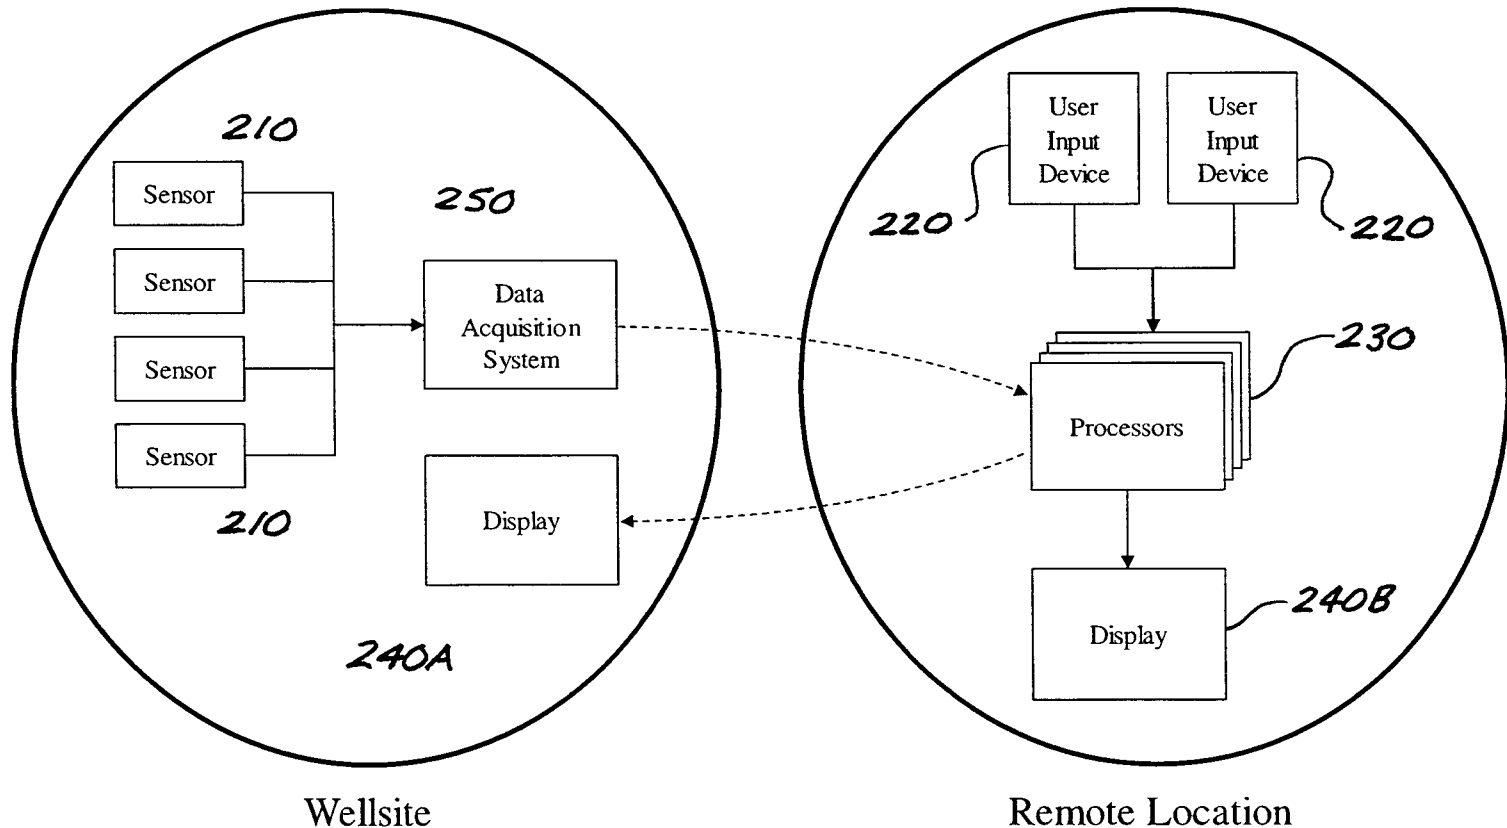 210
Sensor
Sensor
Sensor
Sensor
210
250
Data
Acquisition
System
Display
240A
Wellsite
User
Input
Device
User
Input
Device
220
220
230
Processors
Display
240B
Remote Location